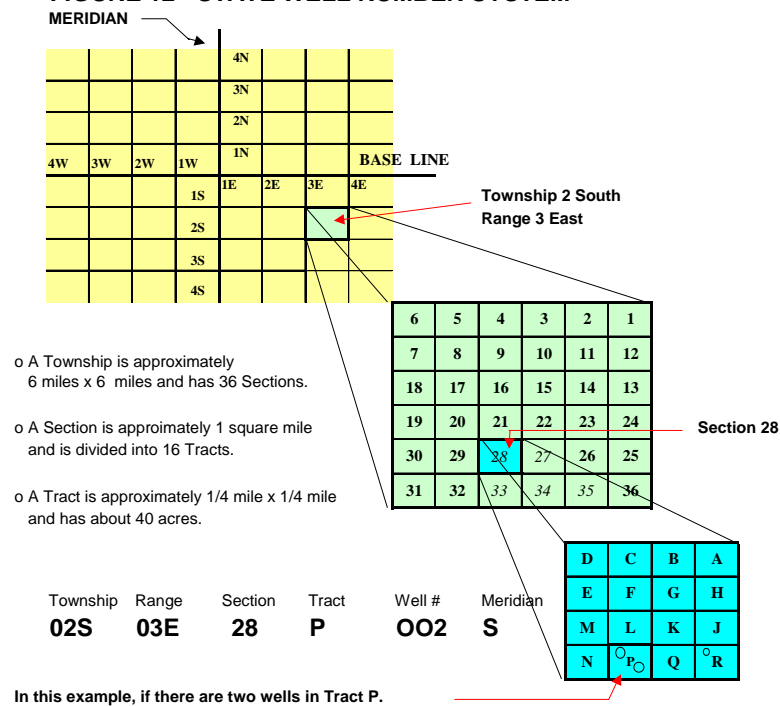 MERIDIAN
4N
3N
2N
4W 3W 2W 1W 1N BASE LINE
1S 1E 2E 3E 4E
Township 2 South
Range 3 East
2S
3S
4S
6 5 4 3 2 1
7 8 9 10 11 12
18 17 16 15 14 13
19 20 21 22 23 24
Section 28
30 29 28 27 26 25
31 32 33 34 35 36
o A Township is approximately
6 miles x 6 miles and has 36 Sections.
o A Section is approimately 1 square mile
and is divided into 16 Tracts.
o A Tract is approximately 1/4 mile x 1/4 mile
and has about 40 acres.
D C B A
E F G H
M L K J
N P Q R
Township Range Section Tract Well # Meridian
02S 03E 28 P OO2 S
In this example, if there are two wells in Tract P.